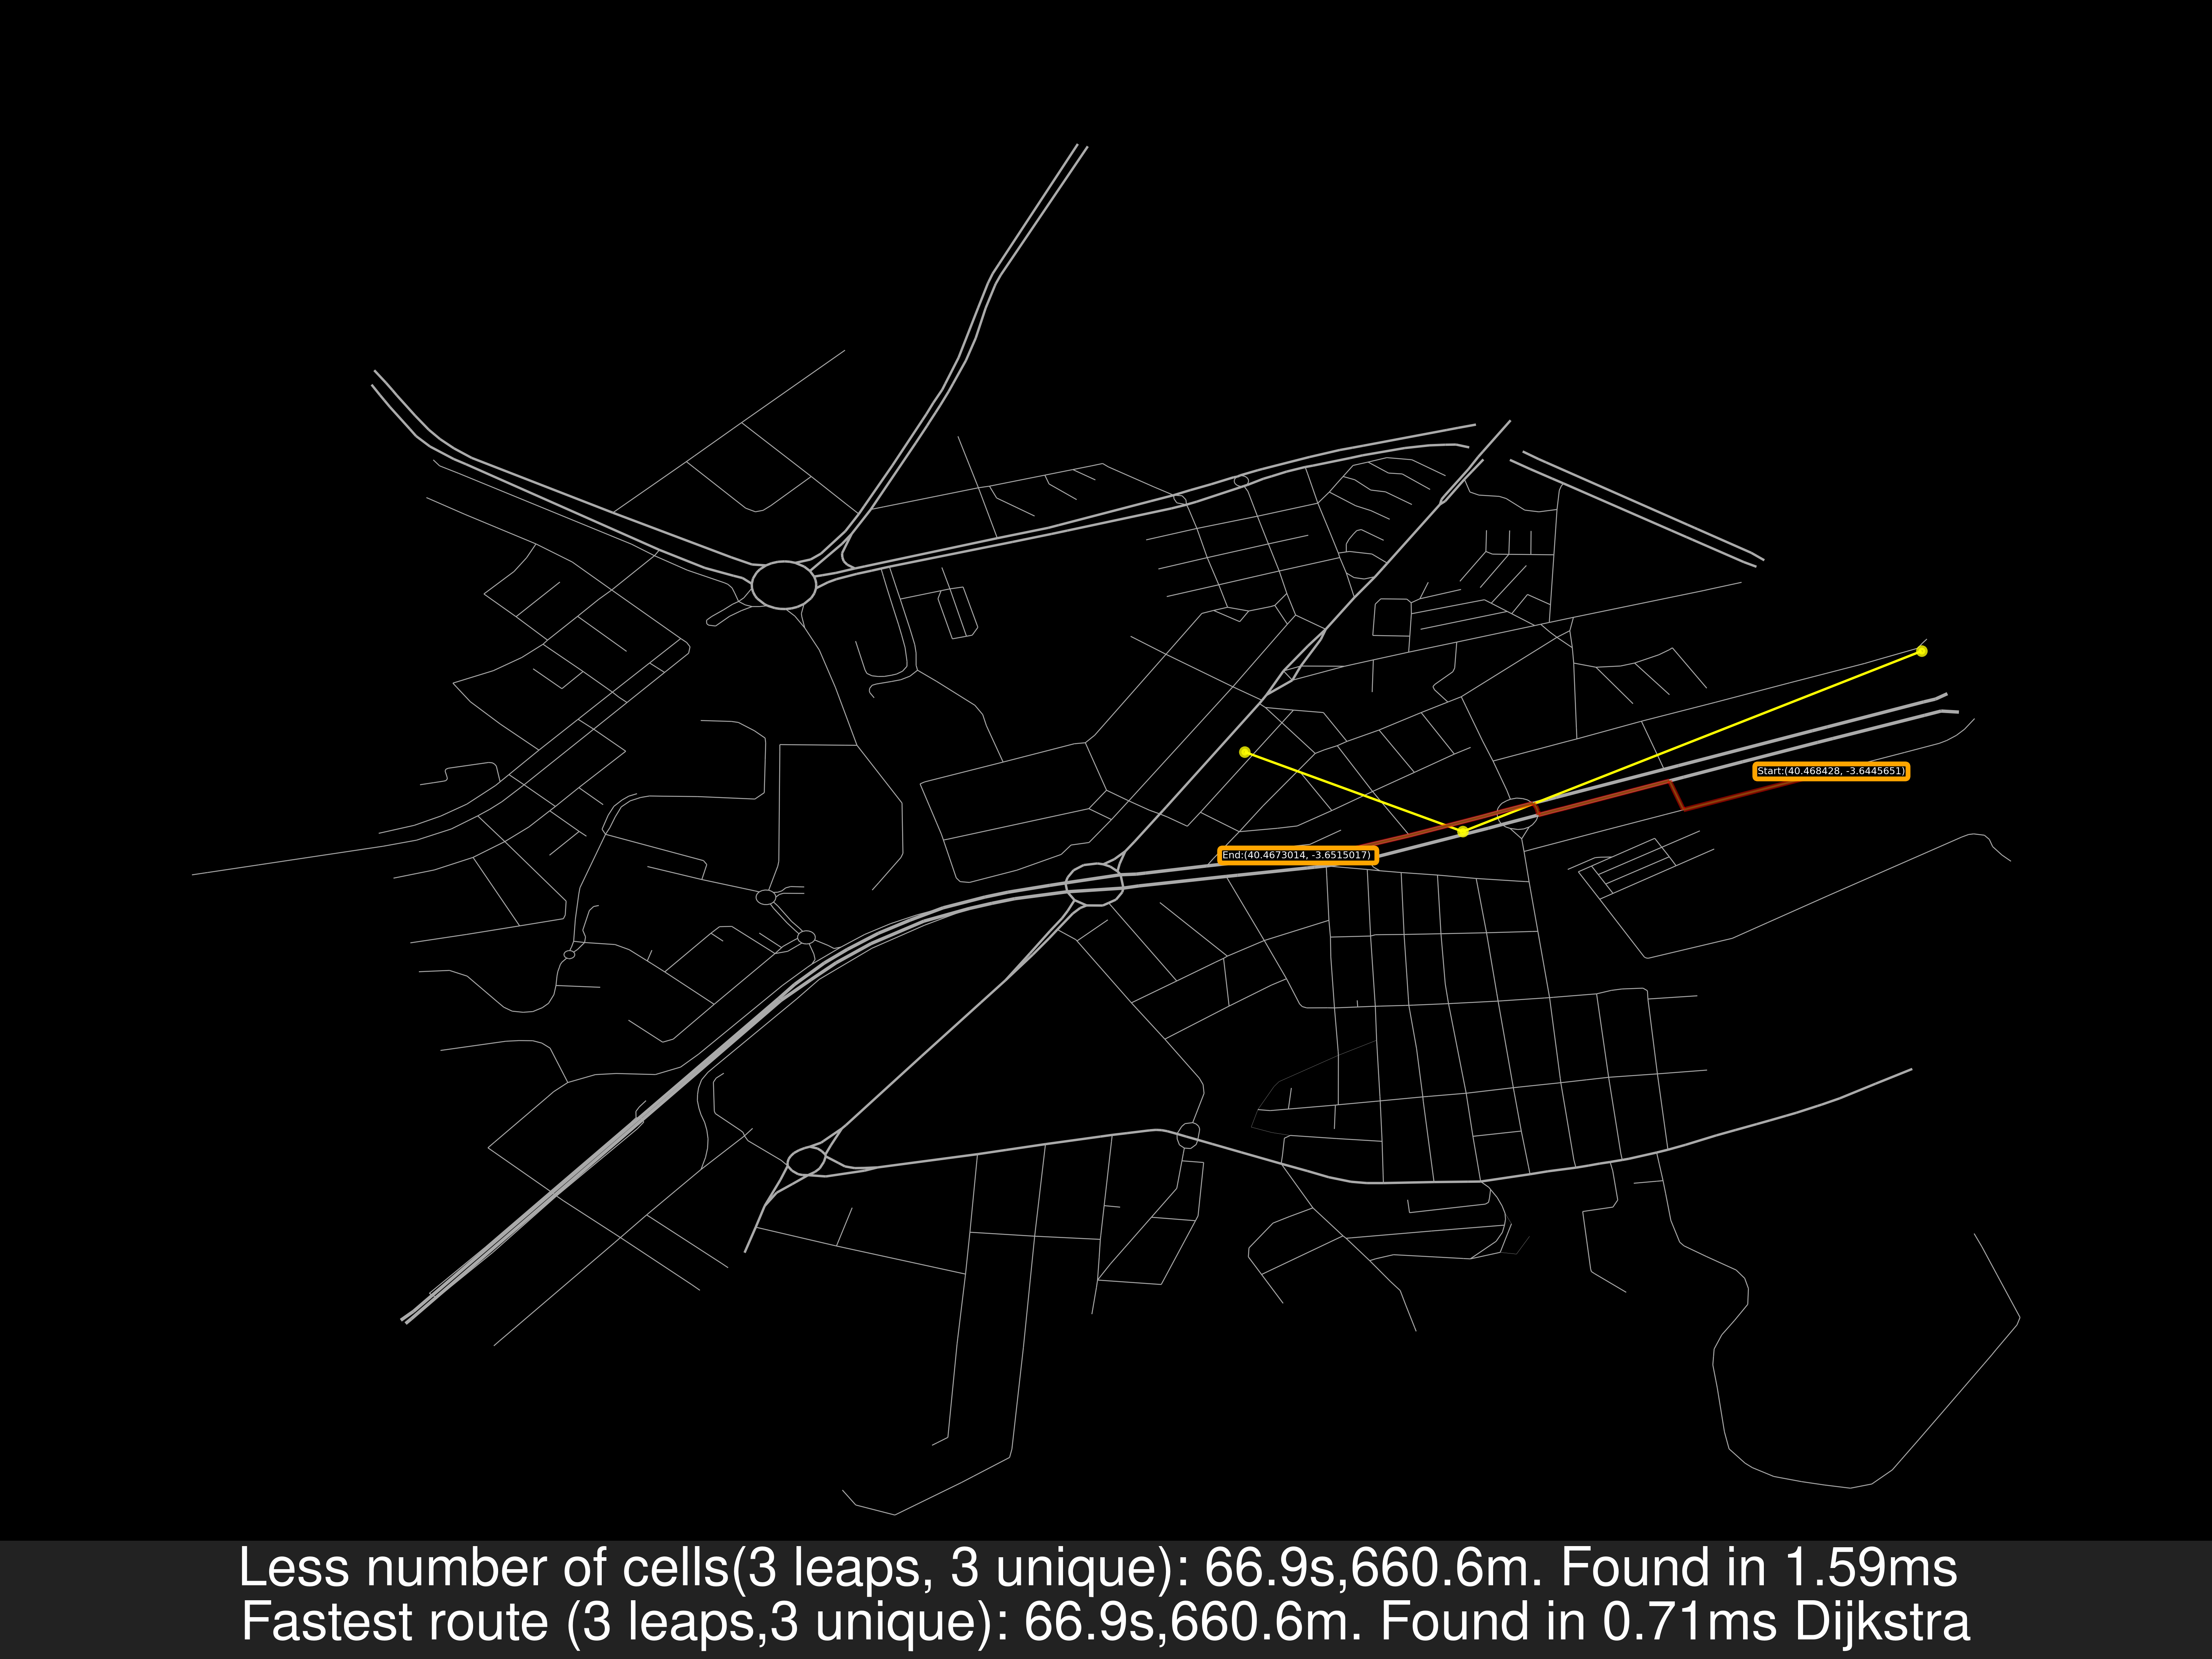 Start:(40.468428, -3.6445651)
End:(40.4673014, -3.6515017)
Less number of cells(3 leaps, 3 unique): 66.9s,660.6m. Found in 1.59ms
Fastest route (3 leaps,3 unique): 66.9s,660.6m. Found in 0.71ms Dijkstra